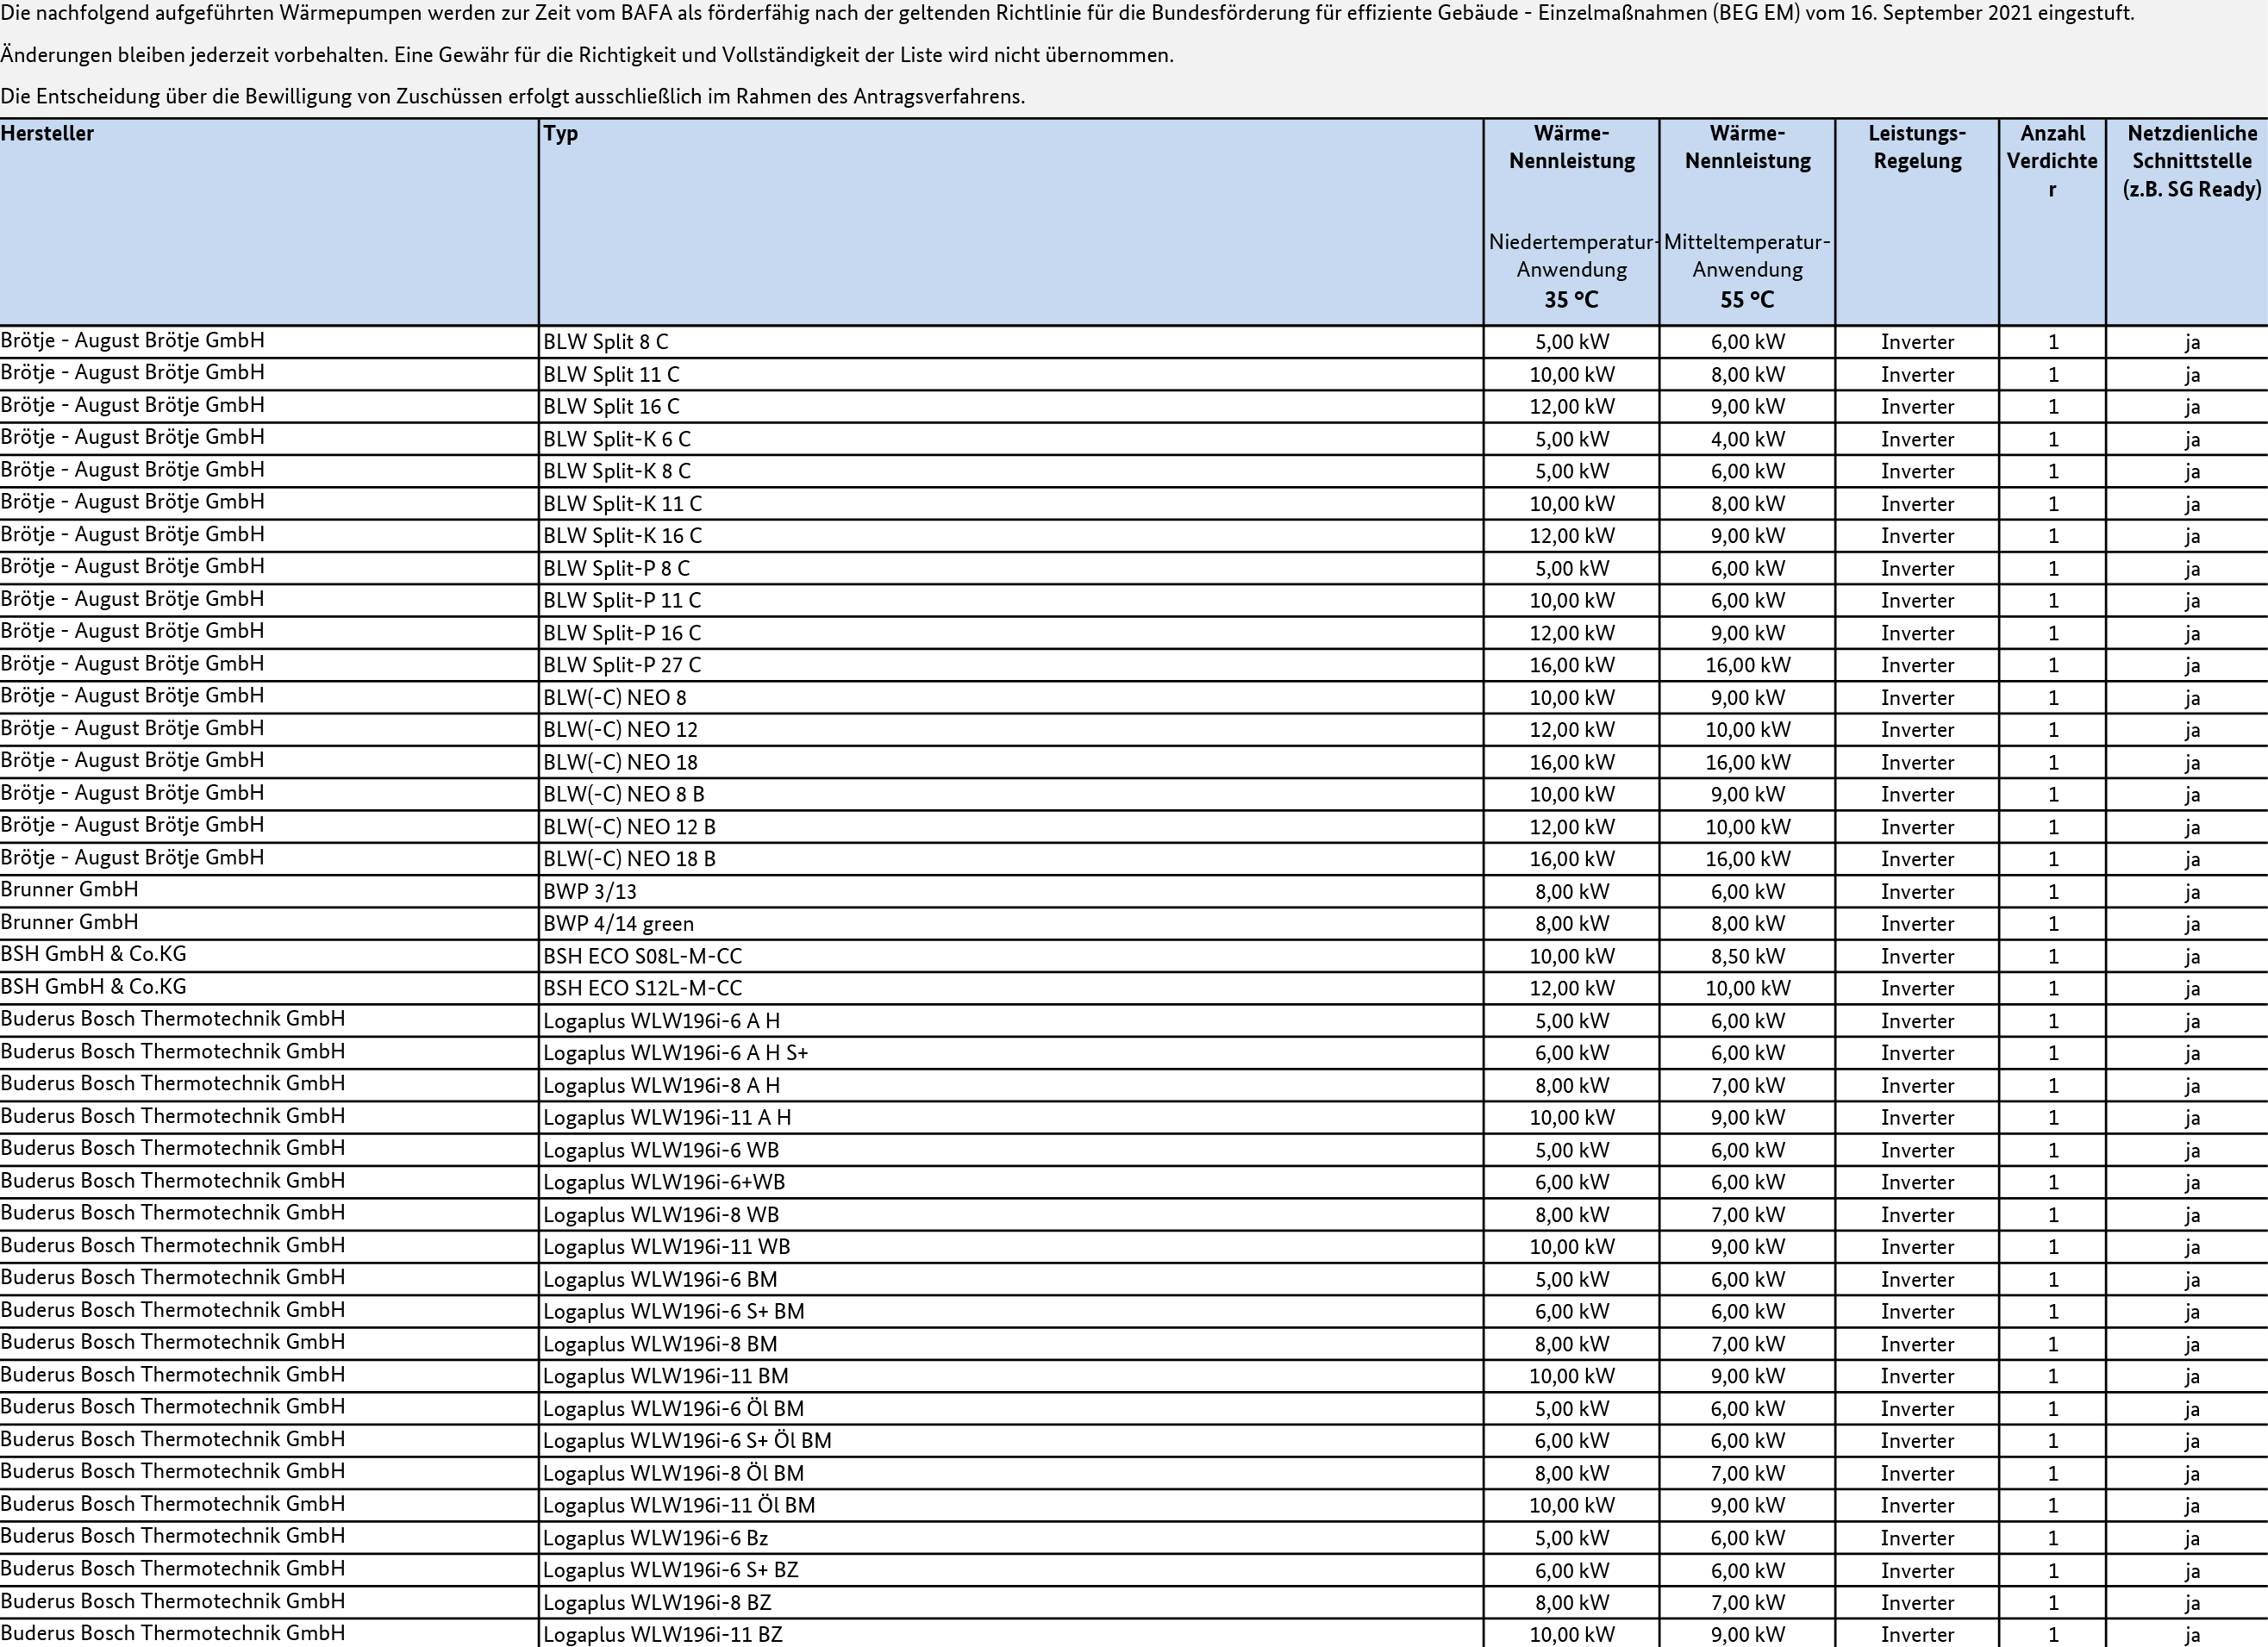 Die nachfolgend aufgeführten Wärmepumpen werden zur Zeit vom BAFA als förderfähig nach der geltenden Richtlinie für die Bundesförderung für effiziente Gebäude - Einzelmaßnahmen (BEG EM) vom 16. September 2021 eingestuft.
Änderungen bleiben jederzeit vorbehalten. Eine Gewähr für die Richtigkeit und Vollständigkeit der Liste wird nicht übernommen.
Die Entscheidung über die Bewilligung von Zuschüssen erfolgt ausschließlich im Rahmen des Antragsverfahrens.
Hersteller Typ Wärme- Wärme- Leistungs- Anzahl Netzdienliche
Nennleistung Nennleistung Regelung Verdichte Schnittstelle
r (z.B. SG Ready)
Niedertemperatur- Mitteltemperatur-
Anwendung Anwendung
35 °C 55 °C
Brötje - August Brötje GmbH BLW Split 8 C 5,00 kW 6,00 kW Inverter 1 ja
Brötje - August Brötje GmbH BLW Split 11 C 10,00 kW 8,00 kW Inverter 1 ja
Brötje - August Brötje GmbH BLW Split 16 C 12,00 kW 9,00 kW Inverter 1 ja
Brötje - August Brötje GmbH BLW Split-K 6 C 5,00 kW 4,00 kW Inverter 1 ja
Brötje - August Brötje GmbH BLW Split-K 8 C 5,00 kW 6,00 kW Inverter 1 ja
Brötje - August Brötje GmbH BLW Split-K 11 C 10,00 kW 8,00 kW Inverter 1 ja
Brötje - August Brötje GmbH BLW Split-K 16 C 12,00 kW 9,00 kW Inverter 1 ja
Brötje - August Brötje GmbH BLW Split-P 8 C 5,00 kW 6,00 kW Inverter 1 ja
Brötje - August Brötje GmbH BLW Split-P 11 C 10,00 kW 6,00 kW Inverter 1 ja
Brötje - August Brötje GmbH BLW Split-P 16 C 12,00 kW 9,00 kW Inverter 1 ja
Brötje - August Brötje GmbH BLW Split-P 27 C 16,00 kW 16,00 kW Inverter 1 ja
Brötje - August Brötje GmbH BLW(-C) NEO 8 10,00 kW 9,00 kW Inverter 1 ja
Brötje - August Brötje GmbH BLW(-C) NEO 12 12,00 kW 10,00 kW Inverter 1 ja
Brötje - August Brötje GmbH BLW(-C) NEO 18 16,00 kW 16,00 kW Inverter 1 ja
Brötje - August Brötje GmbH BLW(-C) NEO 8 B 10,00 kW 9,00 kW Inverter 1 ja
Brötje - August Brötje GmbH BLW(-C) NEO 12 B 12,00 kW 10,00 kW Inverter 1 ja
Brötje - August Brötje GmbH BLW(-C) NEO 18 B 16,00 kW 16,00 kW Inverter 1 ja
Brunner GmbH BWP 3/13 8,00 kW 6,00 kW Inverter 1 ja
Brunner GmbH BWP 4/14 green 8,00 kW 8,00 kW Inverter 1 ja
BSH GmbH & Co.KG BSH ECO S08L-M-CC 10,00 kW 8,50 kW Inverter 1 ja
BSH GmbH & Co.KG BSH ECO S12L-M-CC 12,00 kW 10,00 kW Inverter 1 ja
Buderus Bosch Thermotechnik GmbH Logaplus WLW196i-6 A H 5,00 kW 6,00 kW Inverter 1 ja
Buderus Bosch Thermotechnik GmbH Logaplus WLW196i-6 A H S+ 6,00 kW 6,00 kW Inverter 1 ja
Buderus Bosch Thermotechnik GmbH Logaplus WLW196i-8 A H 8,00 kW 7,00 kW Inverter 1 ja
Buderus Bosch Thermotechnik GmbH Logaplus WLW196i-11 A H 10,00 kW 9,00 kW Inverter 1 ja
Buderus Bosch Thermotechnik GmbH Logaplus WLW196i-6 WB 5,00 kW 6,00 kW Inverter 1 ja
Buderus Bosch Thermotechnik GmbH Logaplus WLW196i-6+WB 6,00 kW 6,00 kW Inverter 1 ja
Buderus Bosch Thermotechnik GmbH Logaplus WLW196i-8 WB 8,00 kW 7,00 kW Inverter 1 ja
Buderus Bosch Thermotechnik GmbH Logaplus WLW196i-11 WB 10,00 kW 9,00 kW Inverter 1 ja
Buderus Bosch Thermotechnik GmbH Logaplus WLW196i-6 BM 5,00 kW 6,00 kW Inverter 1 ja
Buderus Bosch Thermotechnik GmbH Logaplus WLW196i-6 S+ BM 6,00 kW 6,00 kW Inverter 1 ja
Buderus Bosch Thermotechnik GmbH Logaplus WLW196i-8 BM 8,00 kW 7,00 kW Inverter 1 ja
Buderus Bosch Thermotechnik GmbH Logaplus WLW196i-11 BM 10,00 kW 9,00 kW Inverter 1 ja
Buderus Bosch Thermotechnik GmbH Logaplus WLW196i-6 Öl BM 5,00 kW 6,00 kW Inverter 1 ja
Buderus Bosch Thermotechnik GmbH Logaplus WLW196i-6 S+ Öl BM 6,00 kW 6,00 kW Inverter 1 ja
Buderus Bosch Thermotechnik GmbH Logaplus WLW196i-8 Öl BM 8,00 kW 7,00 kW Inverter 1 ja
Buderus Bosch Thermotechnik GmbH Logaplus WLW196i-11 Öl BM 10,00 kW 9,00 kW Inverter 1 ja
Buderus Bosch Thermotechnik GmbH Logaplus WLW196i-6 Bz 5,00 kW 6,00 kW Inverter 1 ja
Buderus Bosch Thermotechnik GmbH Logaplus WLW196i-6 S+ BZ 6,00 kW 6,00 kW Inverter 1 ja
Buderus Bosch Thermotechnik GmbH Logaplus WLW196i-8 BZ 8,00 kW 7,00 kW Inverter 1 ja
Buderus Bosch Thermotechnik GmbH Logaplus WLW196i-11 BZ 10,00 kW 9,00 kW Inverter 1 ja